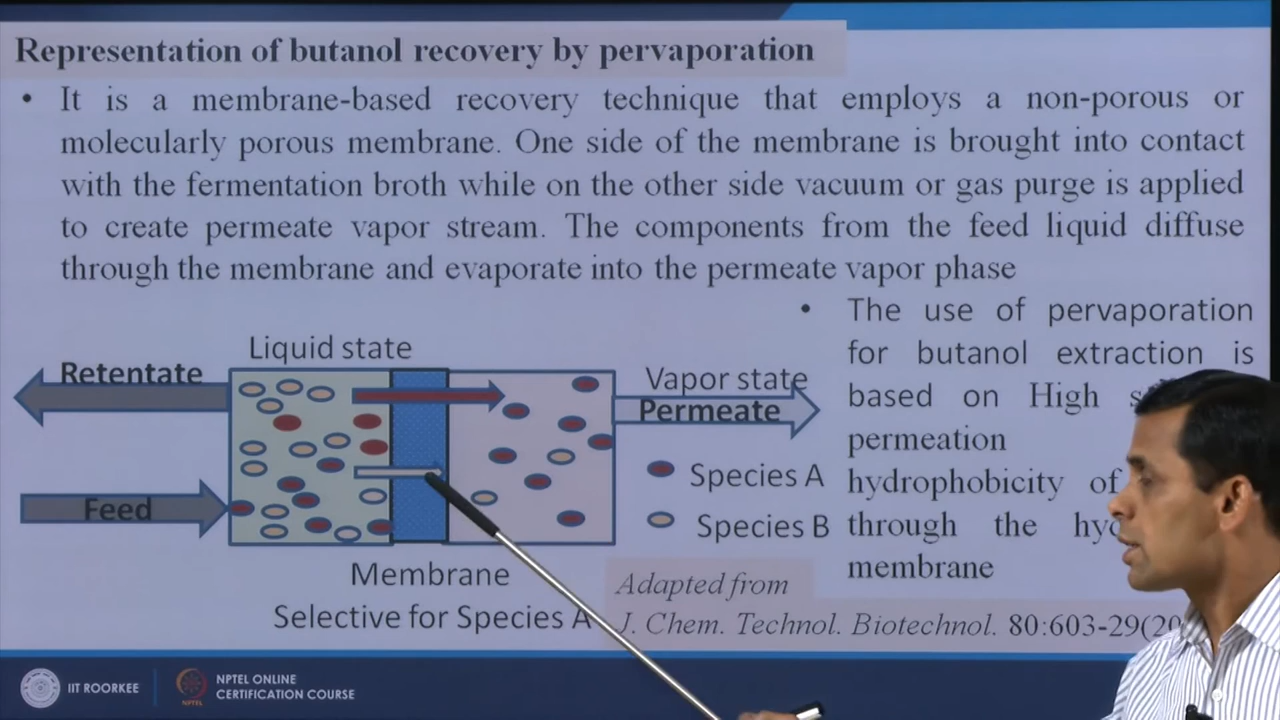 Representation of butanol recovery by pervaporation
• It is a membrane-based recovery technique that employs a non-porous or
molecularly porous membrane. One side of the membrane is brought into contact
with the fermentation broth while on the other side vacuum or gas purge is applied
to create permeate vapor stream. The components from the feed liquid diffuse
through the membrane and evaporate into the permeate vapor phase
• The use of pervaporation
for butanol extraction is
based on High
permeation
hydrophobicity of
through the
membrane
Liquid state
Retentate
Vapor state
Permeate
Feed
Species A
Species B
Membrane
Selective for Species A
Adapted from
J. Chem. Technol. Biotechnol. 80:603-29(20
IIT ROORKEE
NPTEL ONLINE
CERTIFICATION COURSE
NPTEL